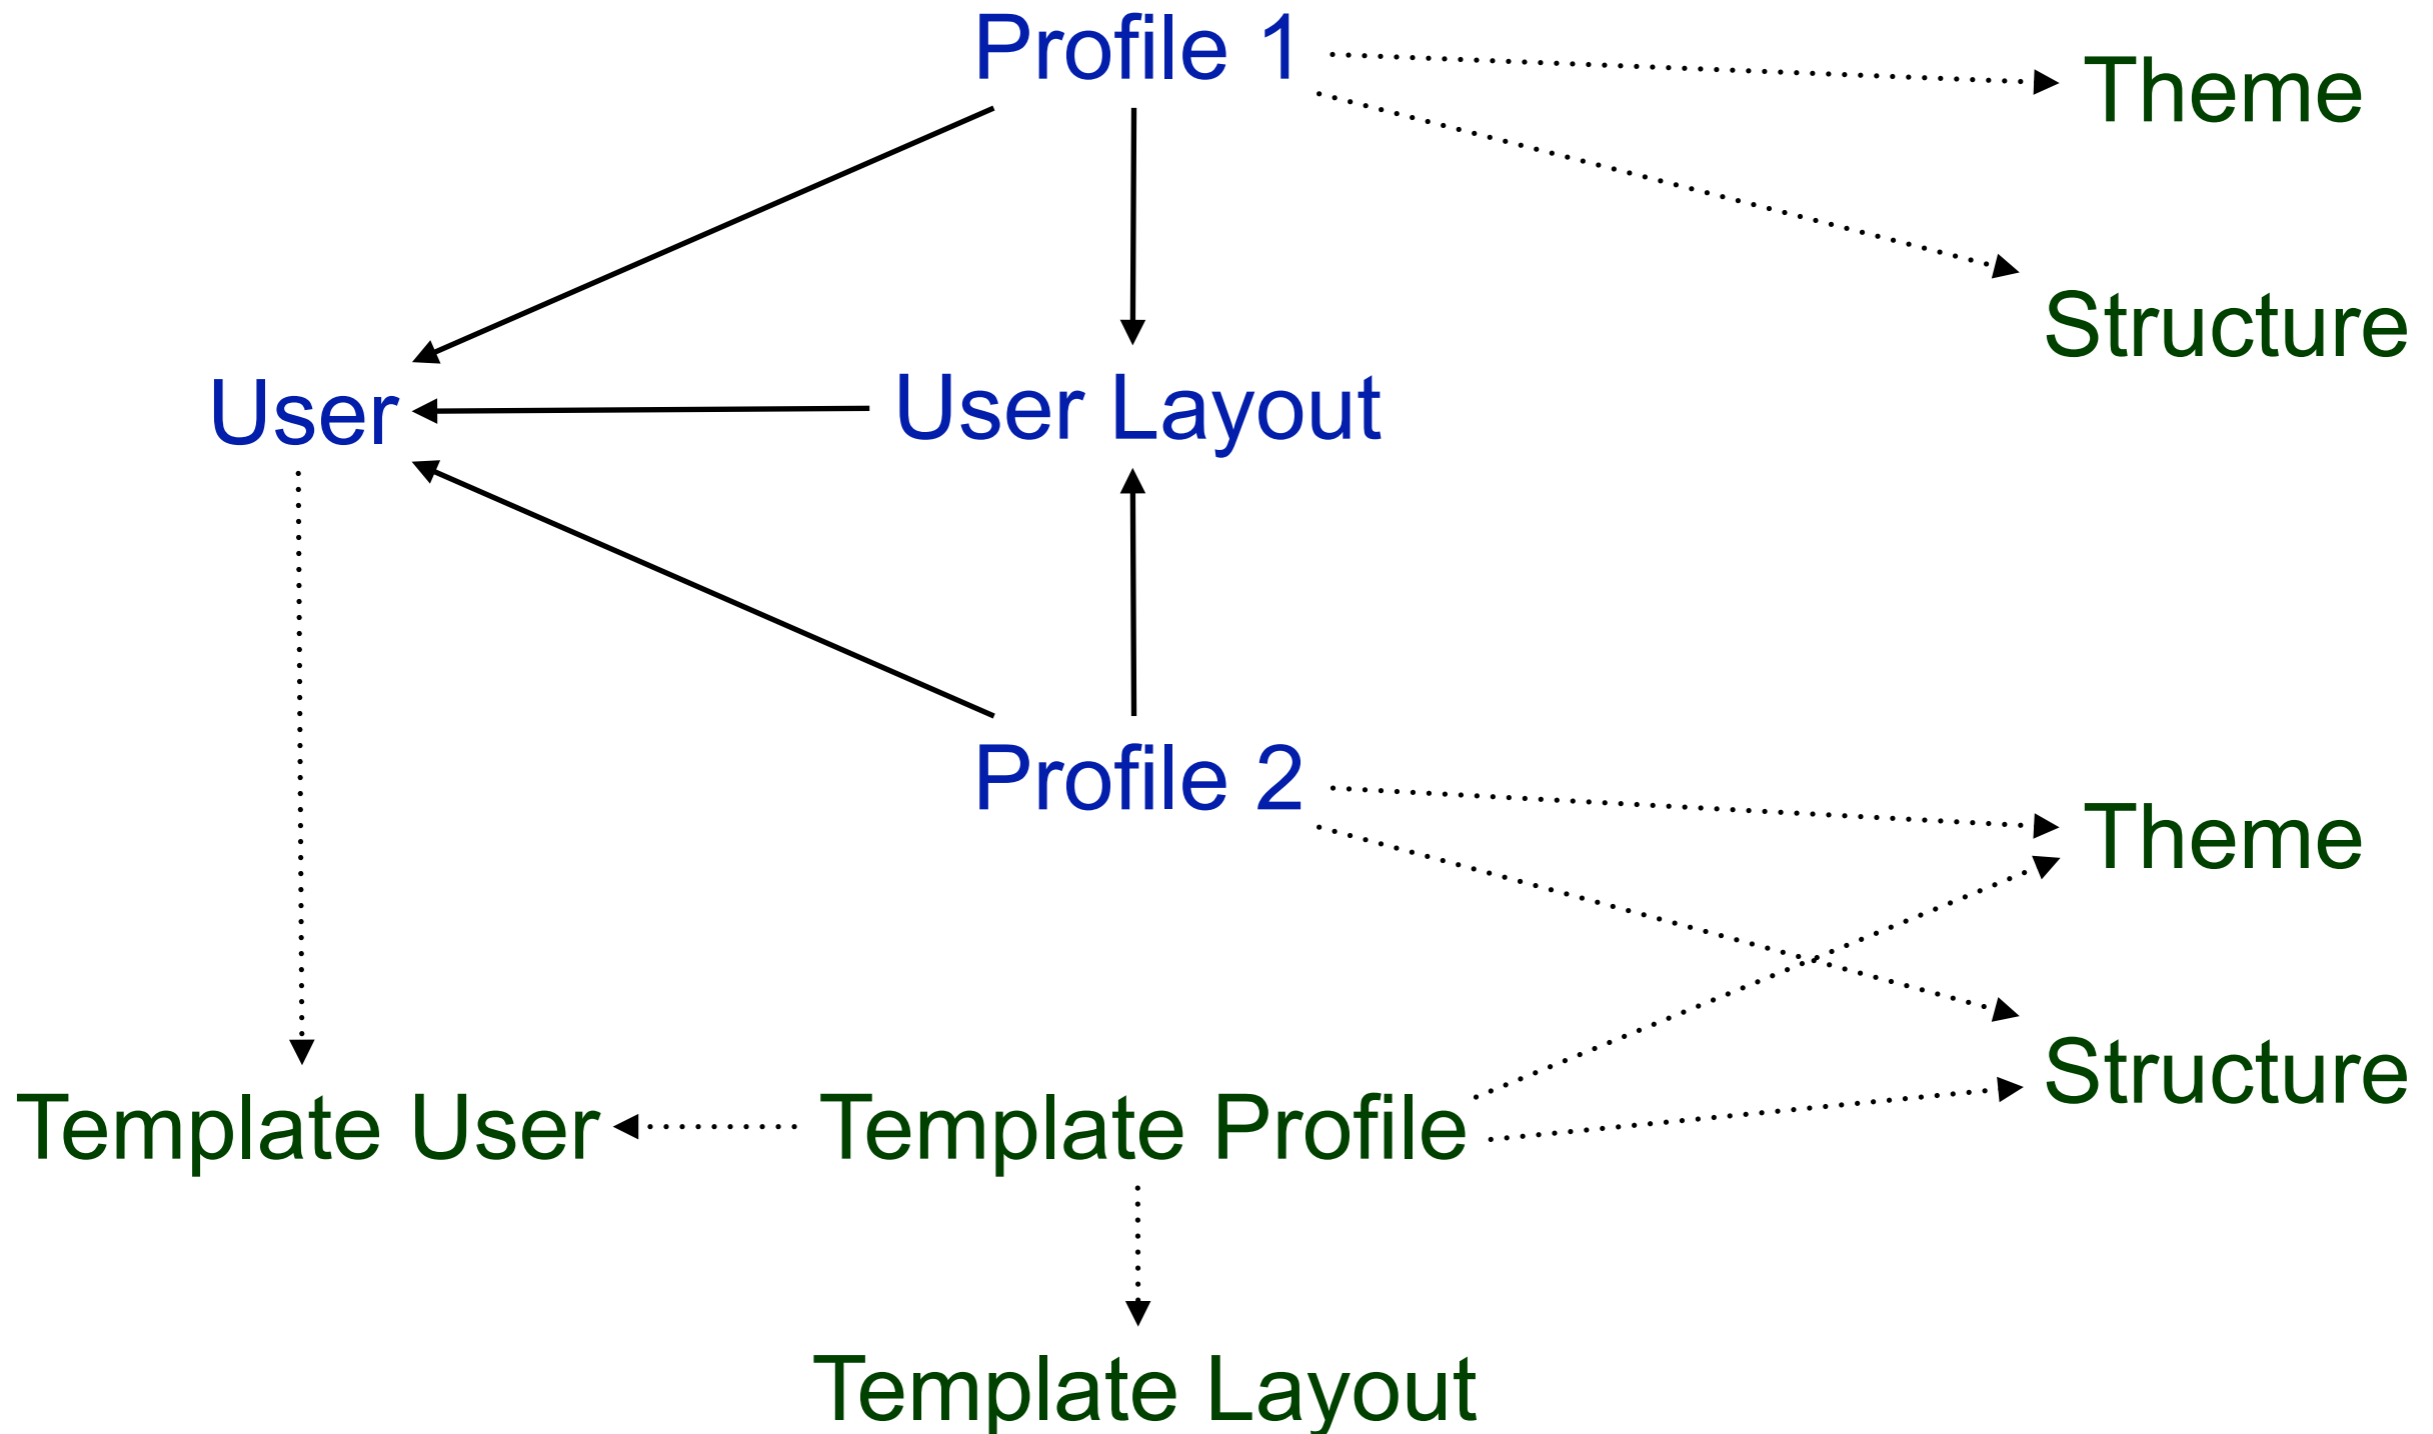 Profile 1
Theme
Structure
User
User Layout
Profile 2
Theme
Structure
Template User
Template Profile
Template Layout